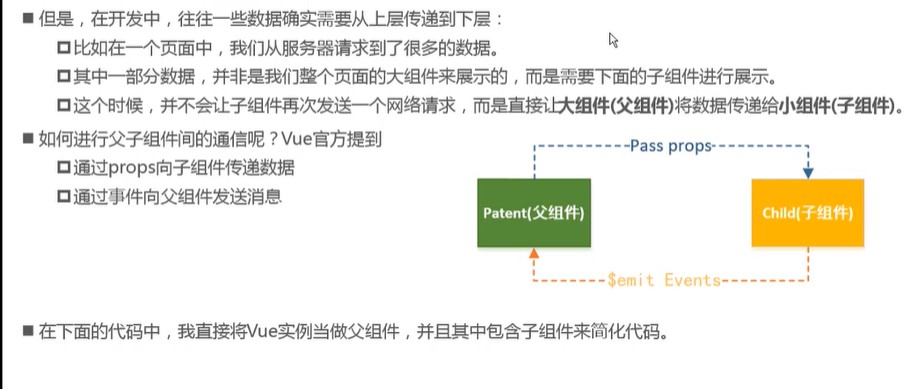 ■ 但是，在开发中，往往一些数据确实需要从上层传递到下层：
□ 比如在一个页面中，我们从服务器请求到了很多的数据。
□ 其中一部分数据，并非是我们整个页面的大组件来展示的，而是需要下面的子组件进行展示。
□ 这个时候，并不会让子组件再次发送一个网络请求，而是直接让大组件(父组件)将数据传递给小组件(子组件)。
■ 如何进行父子组件间的通信呢？Vue官方提到
□ 通过props向子组件传递数据
□ 通过事件向父组件发送消息
Pass props
Patent(父组件)
Child(子组件)
$emit Events
■ 在下面的代码中，我直接将Vue实例当做父组件，并且其中包含子组件来简化代码。